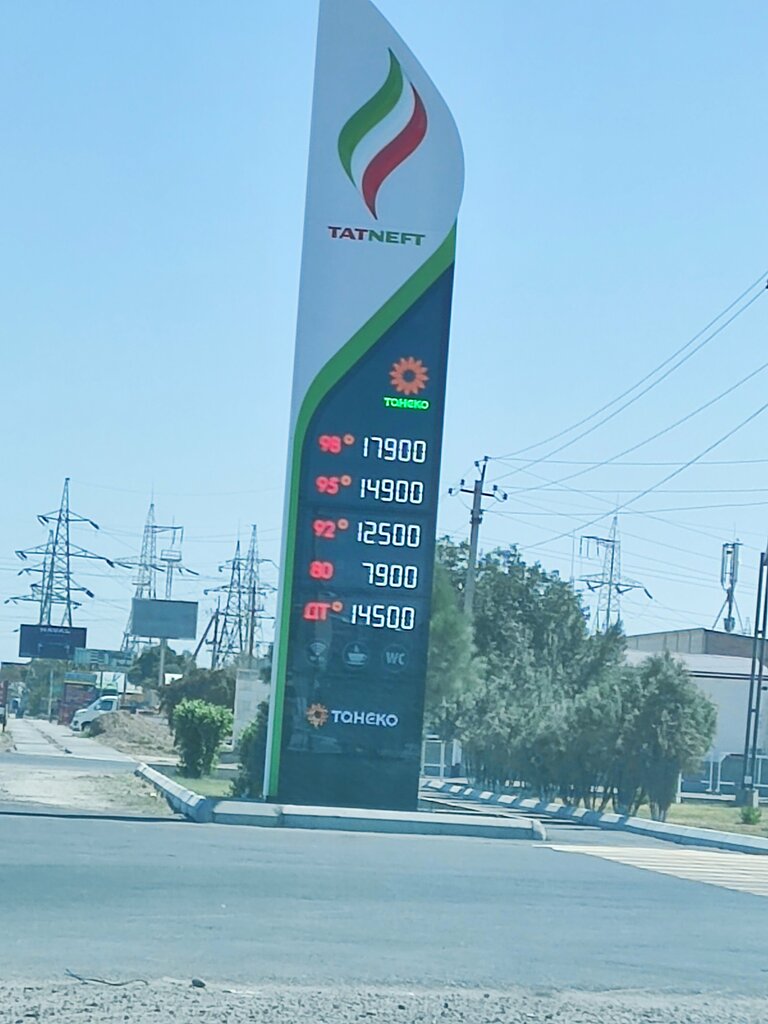 TATNEFT
ТАНЕКО
98 17900
95 14900
92 12500
80 7900
ДТ 14500
WC
ТАНЕКО